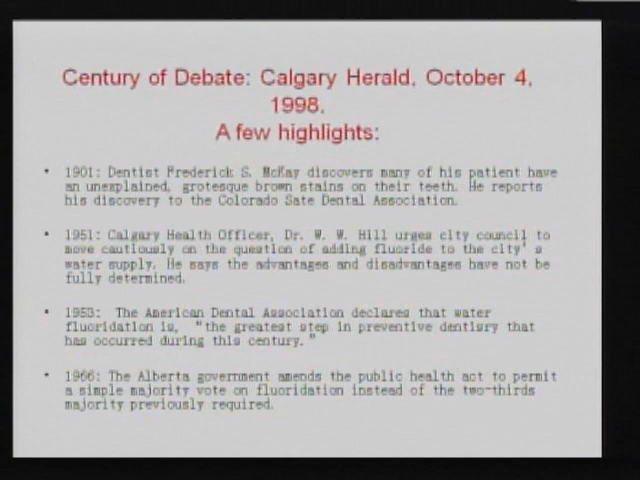 Century of Debate: Calgary Herald, October 4,
1998.
A few highlights:
• 1901: Dentist Frederick S. McKay discovers many of his patient have
an unexplained, grotesque brown stains on their teeth. He reports
his discovery to the Colorado Sate Dental Association.
• 1951: Calgary Health Officer, Dr. W. W. Hill urges city council to
move cautiously on the question of adding fluoride to the city's
water supply. He says the advantages and disadvantages have not be
fully determined.
• 1953: The American Dental Association declares that water
fluoridation is, "the greatest step in preventive dentisry that
has occurred during this century."
• 1966: The Alberta government amends the public health act to permit
a simple majority vote on fluoridation instead of the two-thirds
majority previously required.